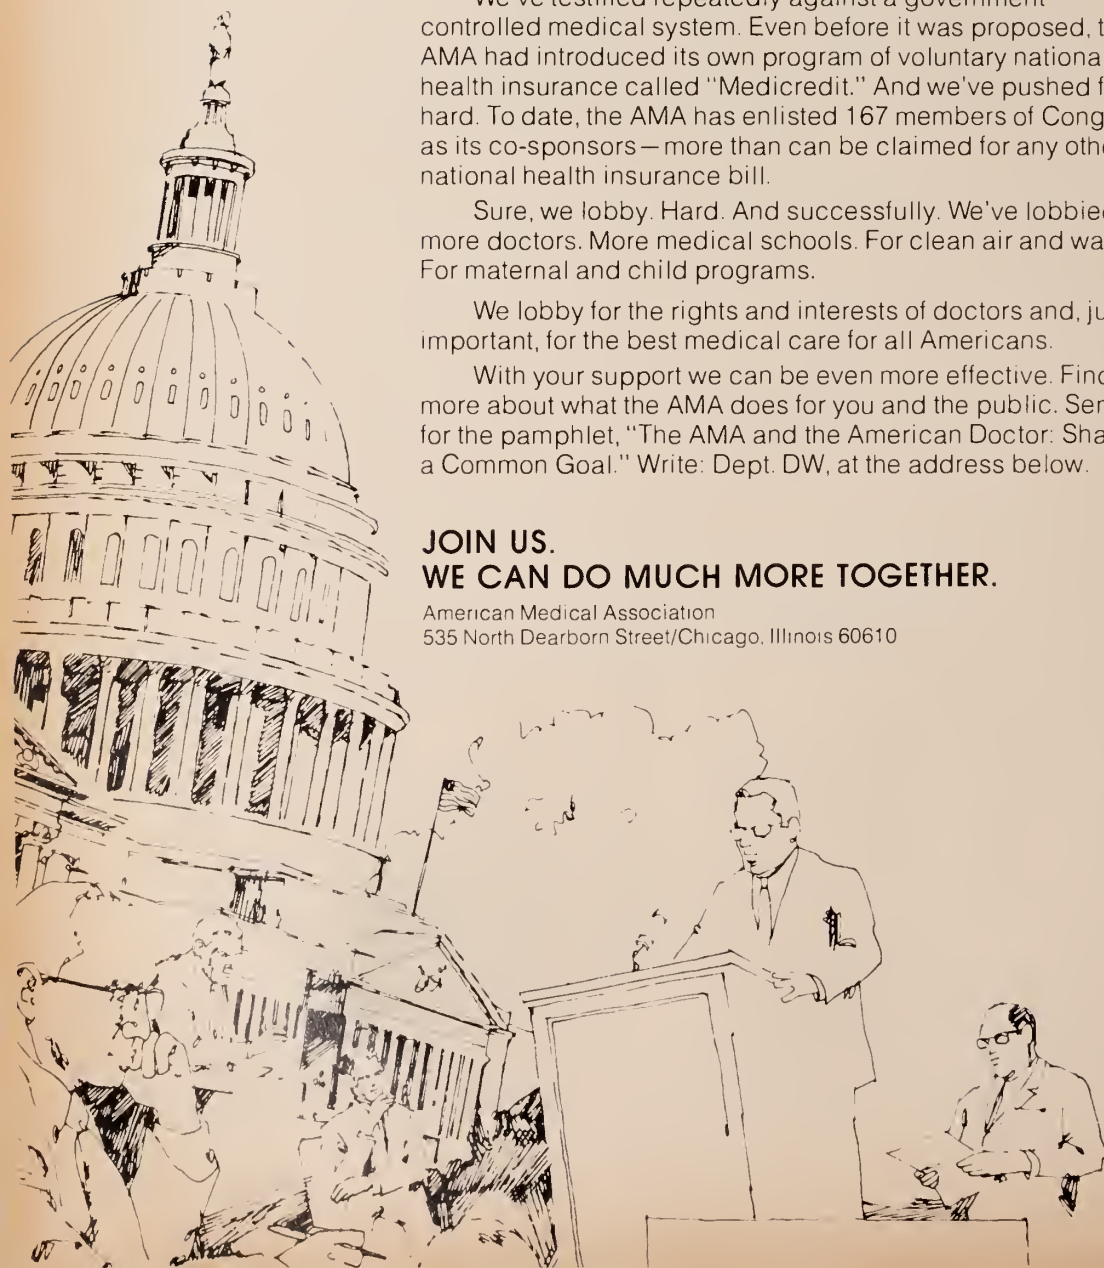 We've testified repeatedly against a government
controlled medical system. Even before it was proposed, t
AMA had introduced its own program of voluntary nationa
health insurance called "Medicredit." And we've pushed f
hard. To date, the AMA has enlisted 167 members of Cong
as its co-sponsors—more than can be claimed for any othe
national health insurance bill.
Sure, we lobby. Hard. And successfully. We've lobbied
more doctors. More medical schools. For clean air and wa
For maternal and child programs.
We lobby for the rights and interests of doctors and, ju
important, for the best medical care for all Americans.
With your support we can be even more effective. Find
more about what the AMA does for you and the public. Sen
for the pamphlet, "The AMA and the American Doctor: Sha
a Common Goal." Write: Dept. DW, at the address below.
JOIN US.
WE CAN DO MUCH MORE TOGETHER.
American Medical Association
535 North Dearborn Street/Chicago, Illinois 60610